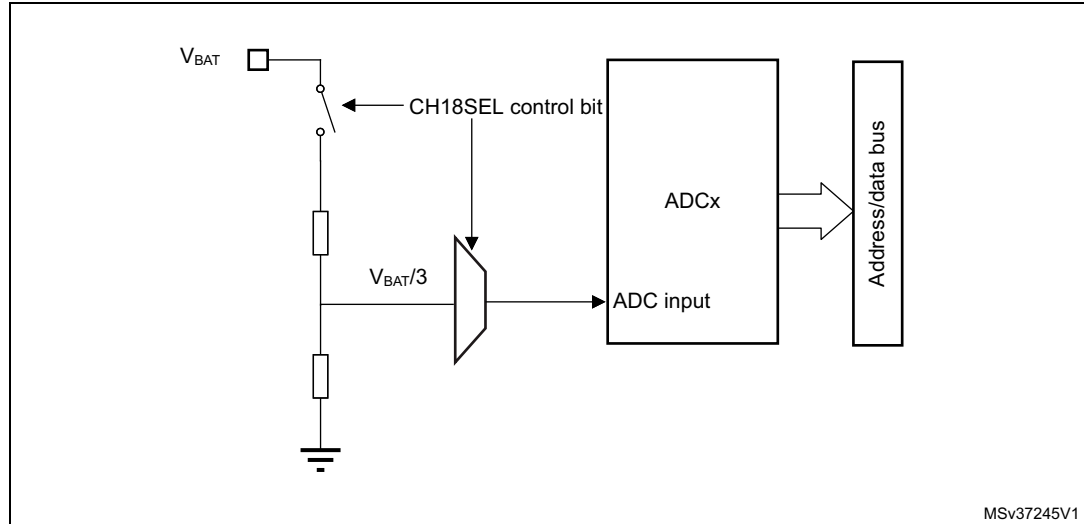 VBAT
CH18SEL control bit
ADCx
Address/data bus
VBAT/3
ADC input
MSv37245V1